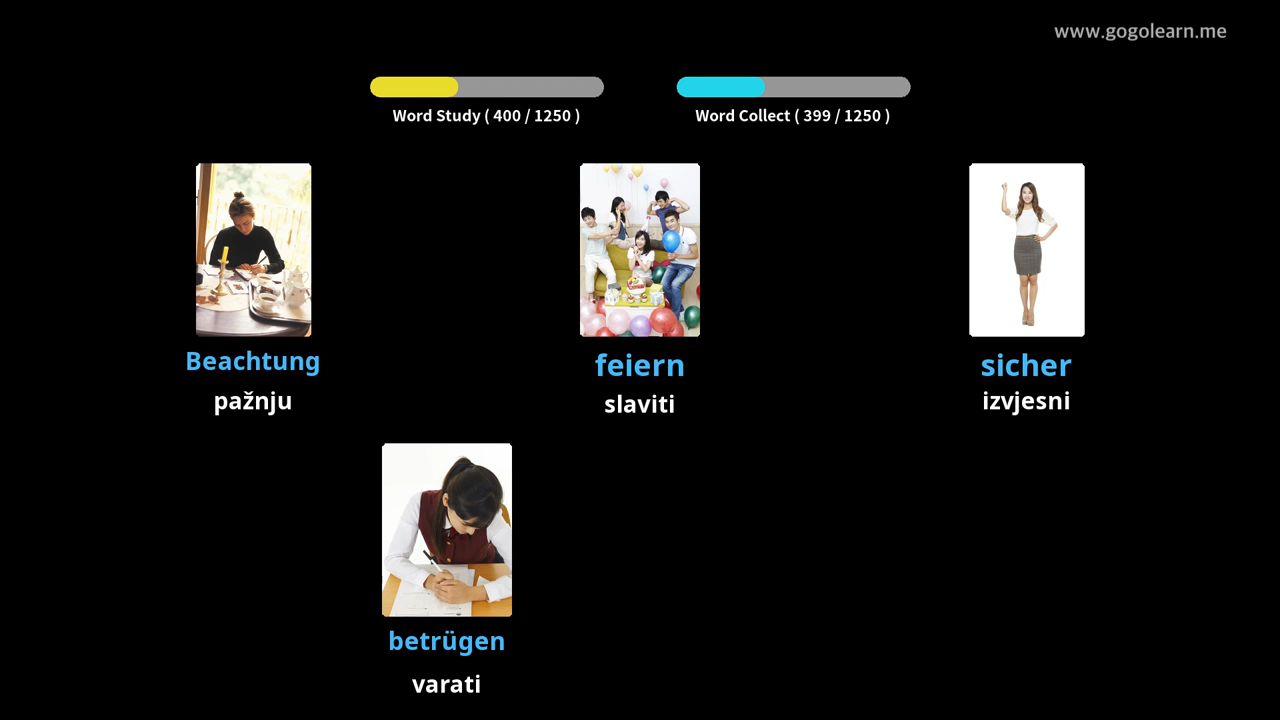 www.gogolearn.me
Word Study ( 400 / 1250 )
Word Collect ( 399 / 1250 )
Beachtung
pažnju
feiern
slaviti
sicher
izvjesni
betrügen
varati